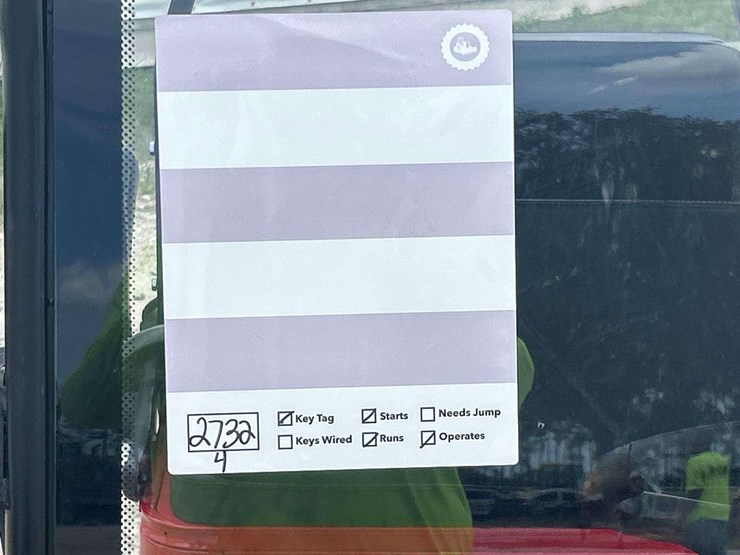 2732 Key Tag Starts Needs Jump
Keys Wired Runs Operates
4